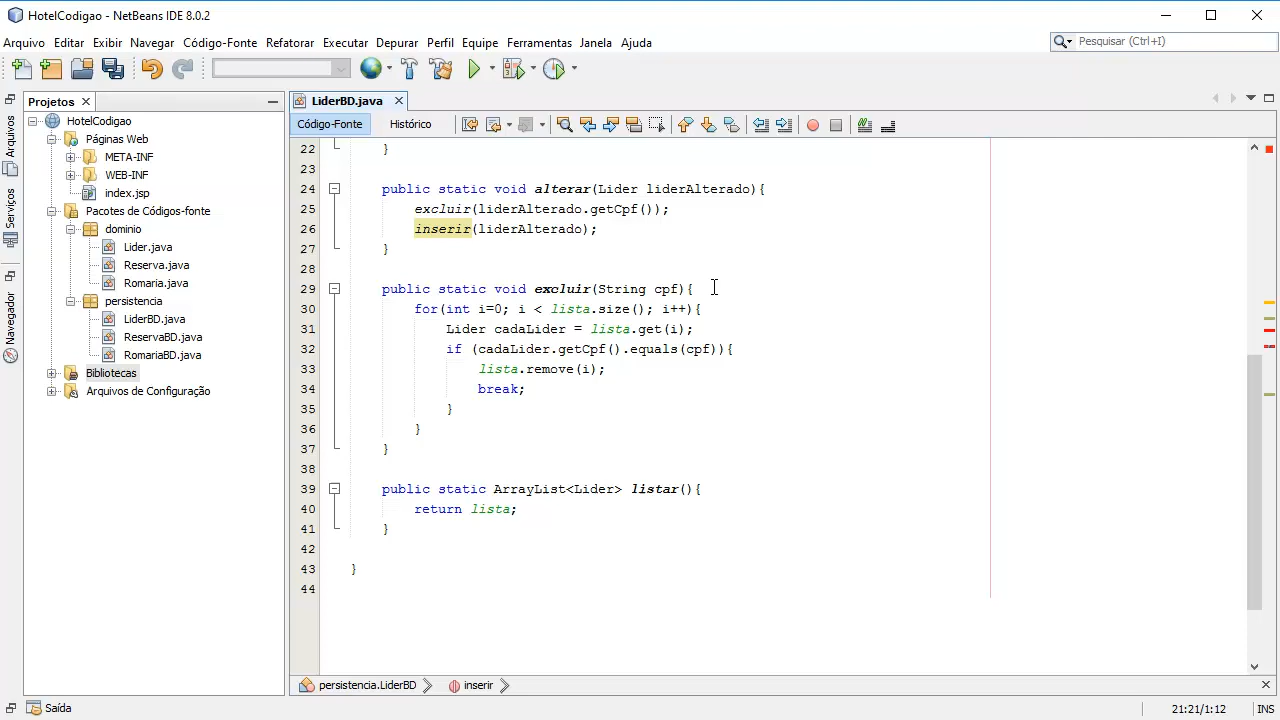 HotelCodigao - NetBeans IDE 8.0.2
Arquivo Editar Exibir Navegar Código-Fonte Refatorar Executar Depurar Perfil Equipe Ferramentas Janela Ajuda
Pesquisar (Ctrl+I)
Arquivos
Serviços
Navegador
Projetos
HotelCodigao
Páginas Web
META-INF
WEB-INF
index.jsp
Pacotes de Códigos-fonte
dominio
Lider.java
Reserva.java
Romaria.java
persistencia
LiderBD.java
ReservaBD.java
RomariaBD.java
Bibliotecas
Arquivos de Configuração
LiderBD.java
Código-Fonte Histórico
22 }
23
24 public static void alterar(Lider liderAlterado){
25 excluir(liderAlterado.getCpf());
26 inserir(liderAlterado);
27 }
28
29 public static void excluir(String cpf){
30 for(int i=0; i < lista.size(); i++){
31 Lider cadaLider = lista.get(i);
32 if (cadaLider.getCpf().equals(cpf)){
33 lista.remove(i);
34 break;
35 }
36 }
37 }
38
39 public static ArrayList<Lider> listar(){
40 return lista;
41 }
42
43 }
44
persistencia.LiderBD inserir
Saída
21:21/1:12 INS